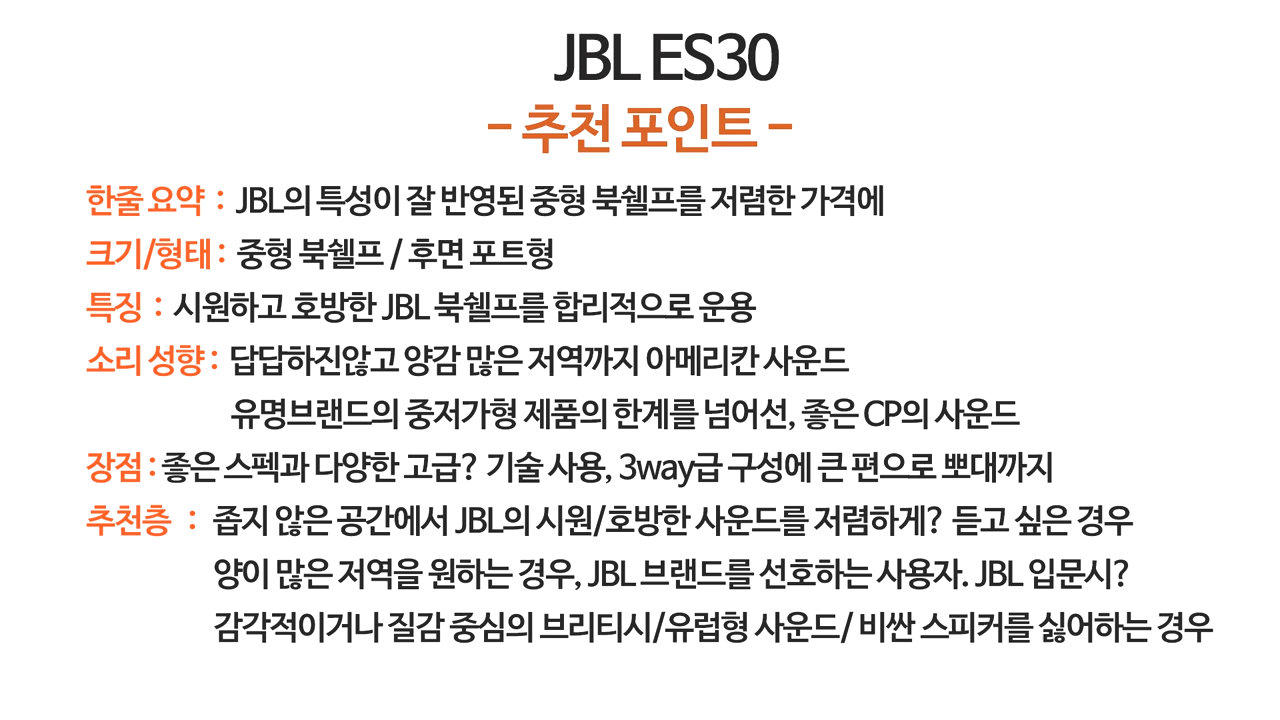 JBL ES30
- 추천 포인트 -
한줄 요약 : JBL의 특성이 잘 반영된 중형 북쉘프를 저렴한 가격에
크기/형태 : 중형 북쉘프 / 후면 포트형
특징 : 시원하고 호방한 JBL 북쉘프를 합리적으로 운용
소리 성향 : 답답하진않고 양감 많은 저역까지 아메리칸 사운드
유명브랜드의 중저가형 제품의 한계를 넘어선, 좋은 CP의 사운드
장점 : 좋은 스펙과 다양한 고급? 기술 사용, 3way급 구성에 큰 편으로 뽀대까지
추천층 : 좁지 않은 공간에서 JBL의 시원/호방한 사운드를 저렴하게? 듣고 싶은 경우
양이 많은 저역을 원하는 경우, JBL 브랜드를 선호하는 사용자. JBL 입문시?
감각적이거나 질감 중심의 브리티시/유럽형 사운드/ 비싼 스피커를 싫어하는 경우